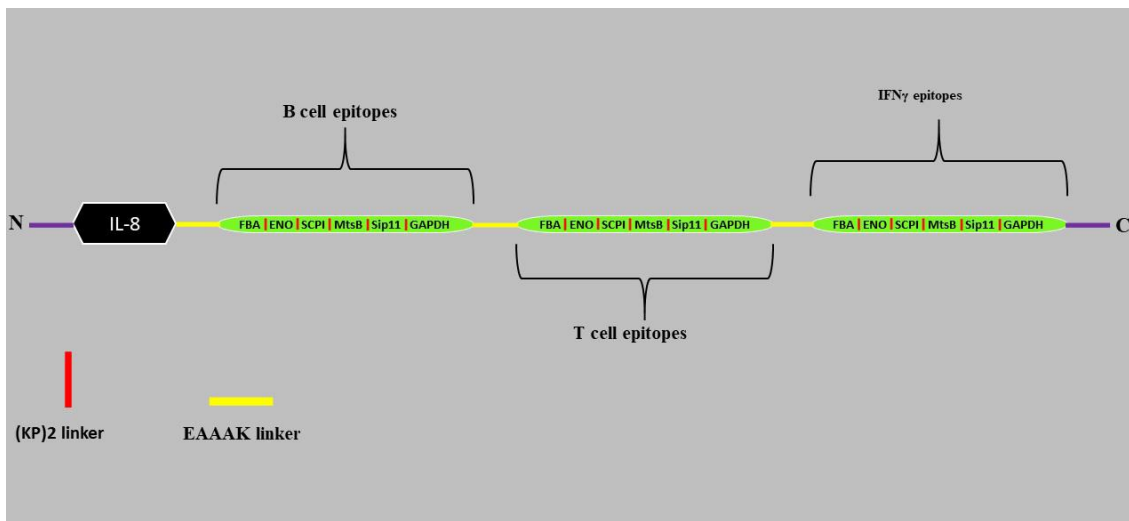 IFNγ epitopes
B cell epitopes
N
IL-8
FBA ENO SCPI MtsB Sip11 GAPDH
FBA ENO SCPI MtsB Sip11 GAPDH
FBA ENO SCPI MtsB Sip11 GAPDH
C
T cell epitopes
(KP)2 linker
EAAAK linker